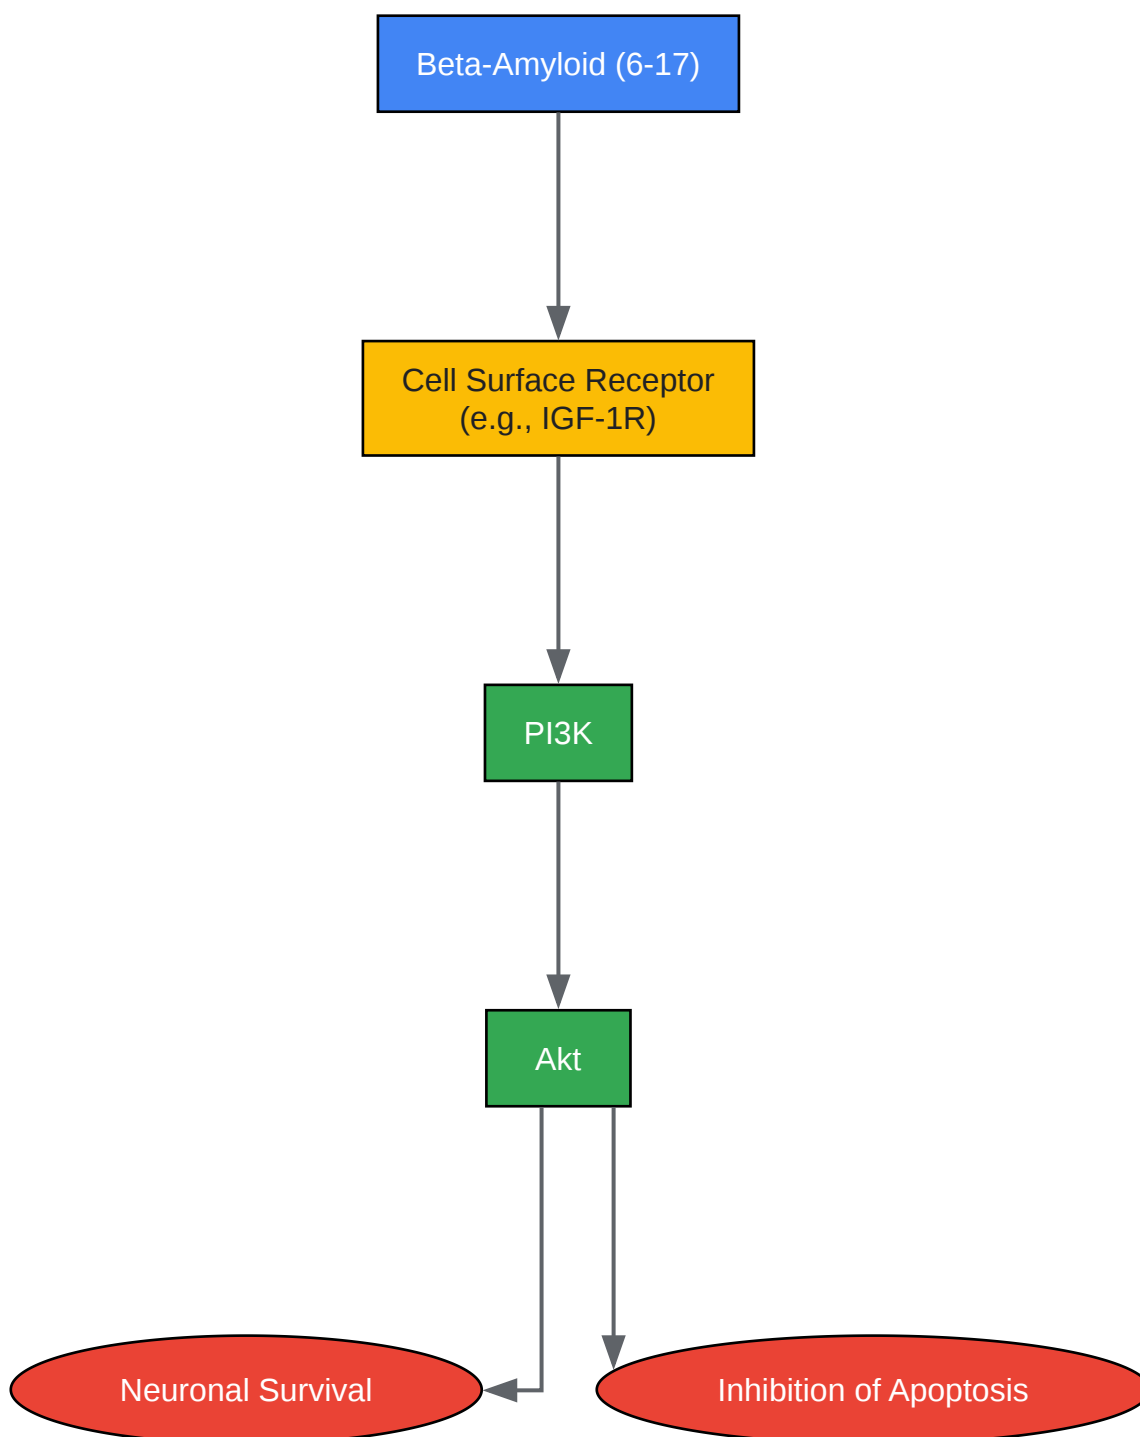 Beta-Amyloid (6-17)
Cell Surface Receptor
(e.g., IGF-1R)
PI3K
Akt
Neuronal Survival
Inhibition of Apoptosis